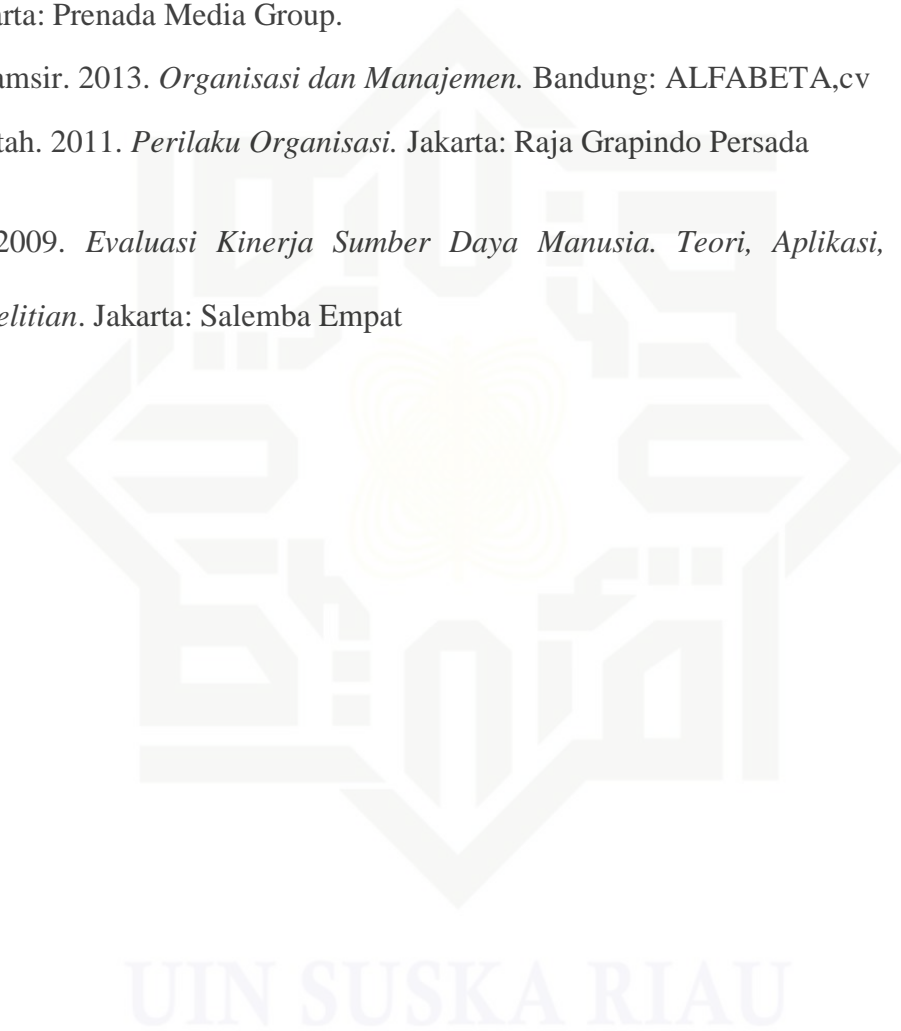 arta: Prenada Media Group.
amsir. 2013. Organisasi dan Manajemen. Bandung: ALFABETA,cv
tah. 2011. Perilaku Organisasi. Jakarta: Raja Grapindo Persada
2009. Evaluasi Kinerja Sumber Daya Manusia. Teori, Aplikasi,
elitian. Jakarta: Salemba Empat
UIN SUSKA RIAU